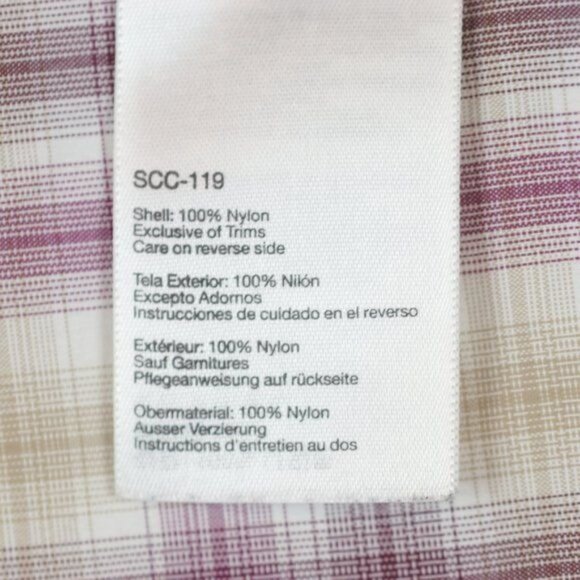 SCC-119
Shell: 100% Nylon
Exclusive of Trims
Care on reverse side
Tela Exterior: 100% Nilón
Excepto Adornos
Instrucciones de cuidado en el reverso
Extérieur: 100% Nylon
Sauf Garnitures
Pflegeanweisung auf rückseite
Obermaterial: 100% Nylon
Ausser Verzierung
Instructions d'entretien au dos